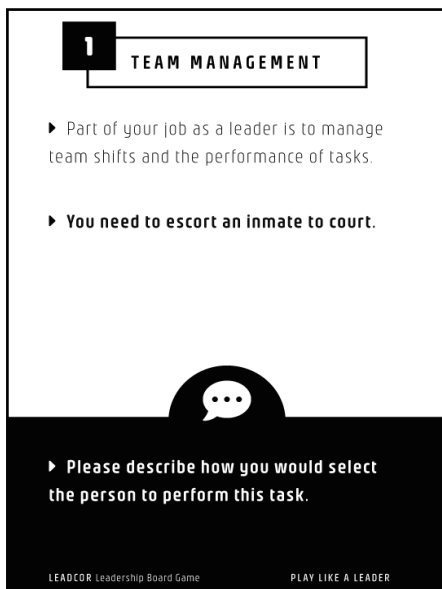 1
TEAM MANAGEMENT
Part of your job as a leader is to manage
team shifts and the performance of tasks.
You need to escort an inmate to court.
Please describe how you would select
the person to perform this task.
LEADCOR Leadership Board Game PLAY LIKE A LEADER